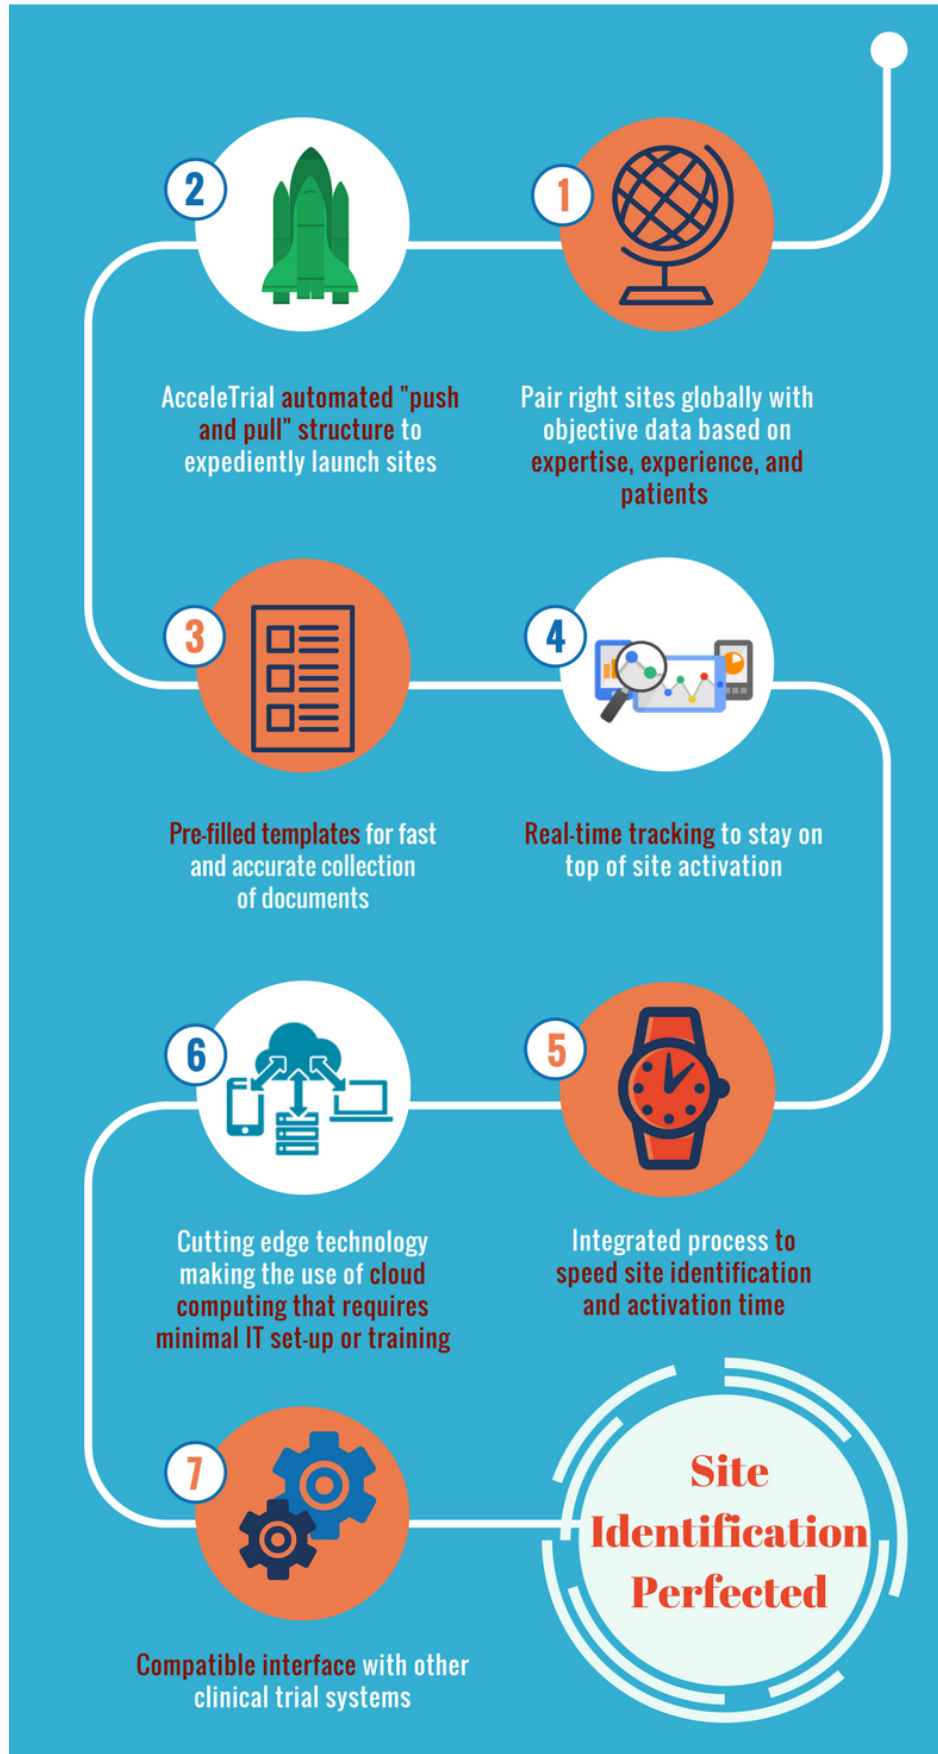 1
Pair right sites globally with
objective data based on
expertise, experience, and
patients
2
AcceleTrial automated "push
and pull" structure to
expediently launch sites
3
Pre-filled templates for fast
and accurate collection
of documents
4
Real-time tracking to stay on
top of site activation
5
Integrated process to
speed site identification
and activation time
6
Cutting edge technology
making the use of cloud
computing that requires
minimal IT set-up or training
7
Compatible interface with other
clinical trial systems
Site
Identification
Perfected